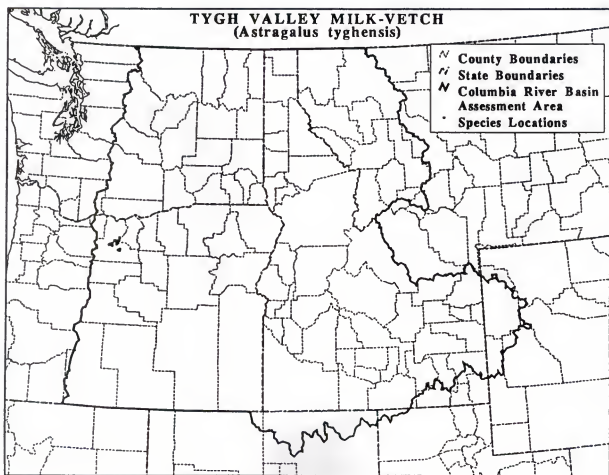 TYGH VALLEY MILK-VETCH
(Astragalus tyghensis)
County Boundaries
State Boundaries
Columbia River Basin
Assessment Area
Species Locations